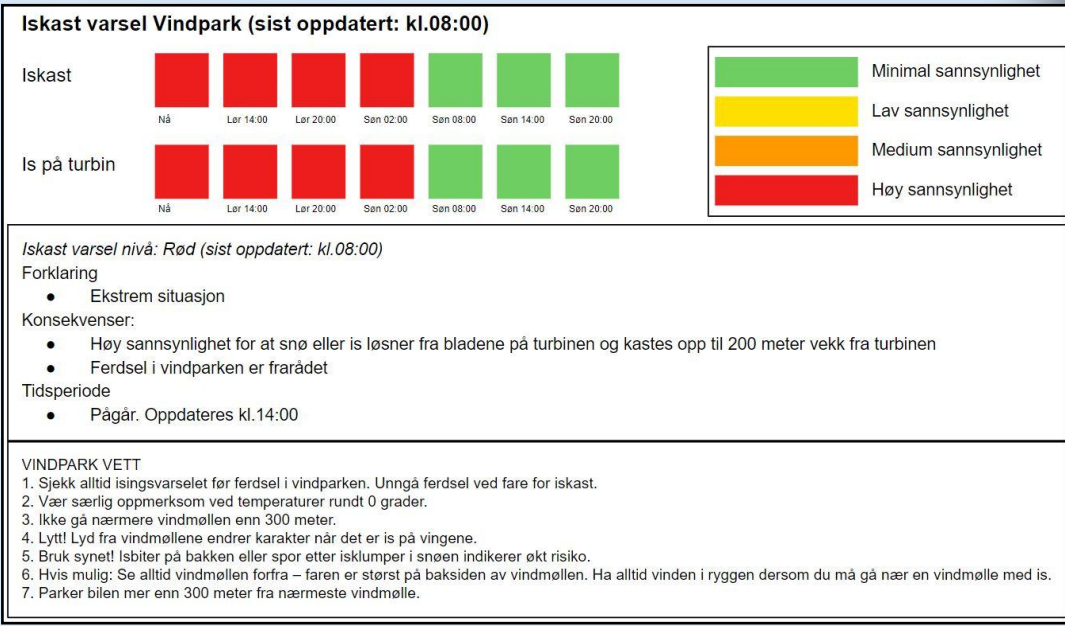 Iskast varsel Vindpark (sist oppdatert: kl.08:00)
Iskast
Nå Lør 14:00 Lør 20:00 Søn 02:00 Søn 08:00 Søn 14:00 Søn 20:00
Is på turbin
Nå Lør 14:00 Lør 20:00 Søn 02:00 Søn 08:00 Søn 14:00 Søn 20:00
Minimal sannsynlighet
Lav sannsynlighet
Medium sannsynlighet
Høy sannsynlighet
Iskast varsel nivå: Rød (sist oppdatert: kl.08:00)
Forklaring
● Ekstrem situasjon
Konsekvenser:
● Høy sannsynlighet for at snø eller is løsner fra bladene på turbinen og kastes opp til 200 meter vekk fra turbinen
● Ferdsel i vindparken er frarådet
Tidsperiode
● Pågår. Oppdateres kl.14:00
VINDPARK VETT
1. Sjekk alltid isingsvarselet før ferdsel i vindparken. Unngå ferdsel ved fare for iskast.
2. Vær særlig oppmerksom ved temperaturer rundt 0 grader.
3. Ikke gå nærmere vindmøllen enn 300 meter.
4. Lytt! Lyd fra vindmøllene endrer karakter når det er is på vingene.
5. Bruk synet! Isbiter på bakken eller spor etter isklumper i snøen indikerer økt risiko.
6. Hvis mulig: Se alltid vindmøllen forfra – faren er størst på baksiden av vindmøllen. Ha alltid vinden i ryggen dersom du må gå nær en vindmølle med is.
7. Parker bilen mer enn 300 meter fra nærmeste vindmølle.